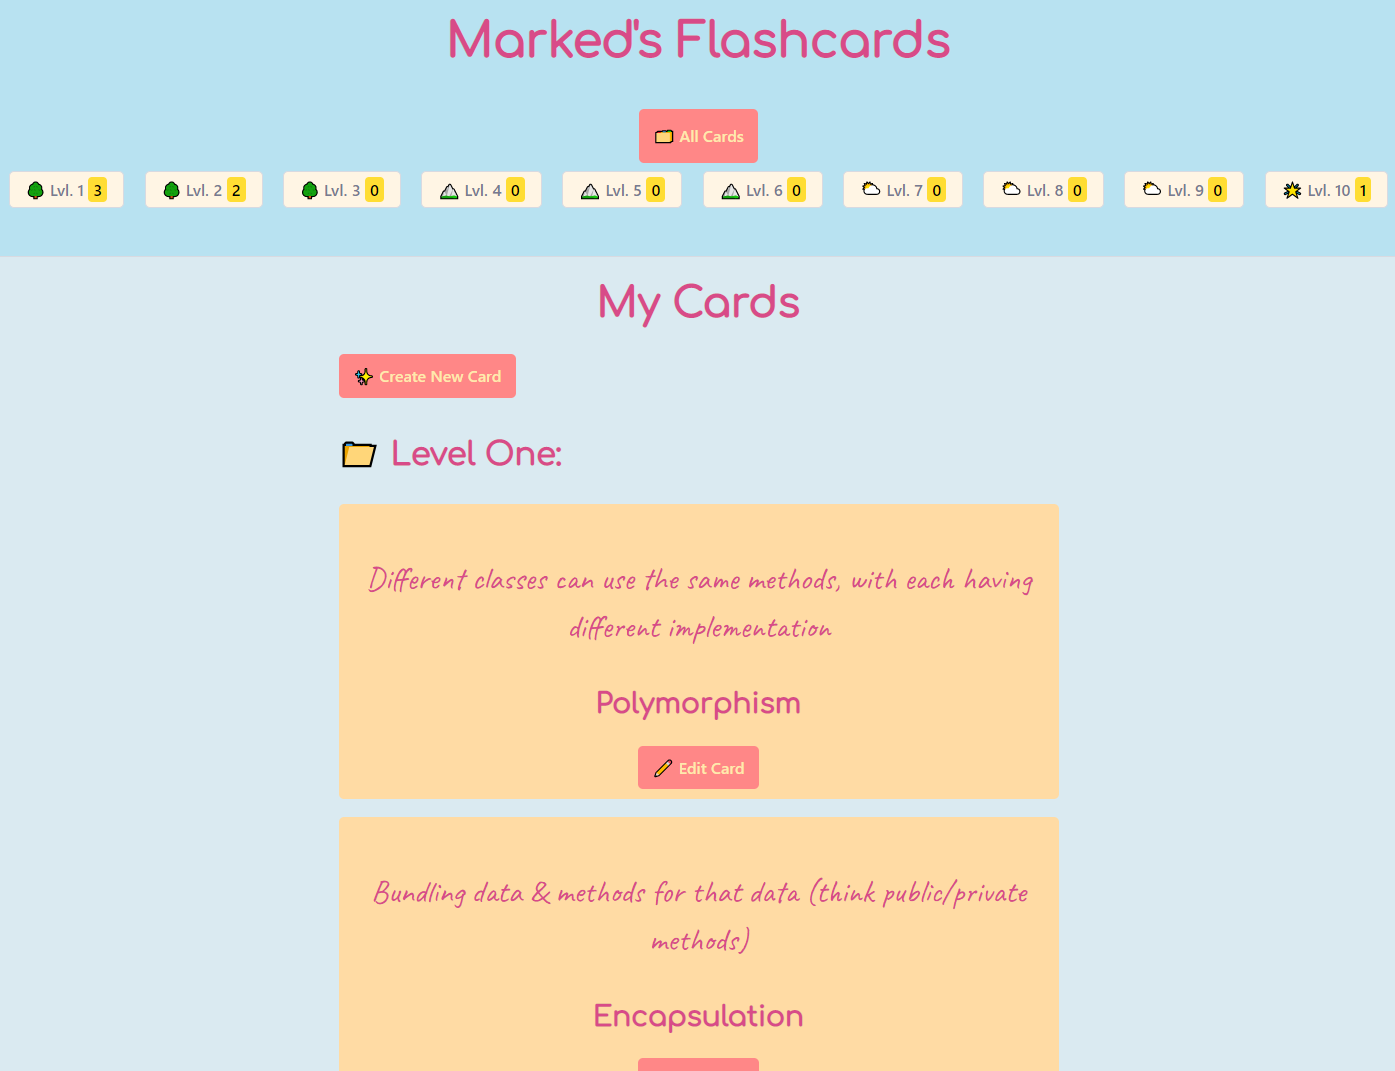 Marked's Flashcards
All Cards
Lvl. 1 3
Lvl. 2 2
Lvl. 3 0
Lvl. 4 0
Lvl. 5 0
Lvl. 6 0
Lvl. 7 0
Lvl. 8 0
Lvl. 9 0
Lvl. 10 1
My Cards
Create New Card
Level One:
Different classes can use the same methods, with each having
different implementation
Polymorphism
Edit Card
Bundling data & methods for that data (think public/private
methods)
Encapsulation